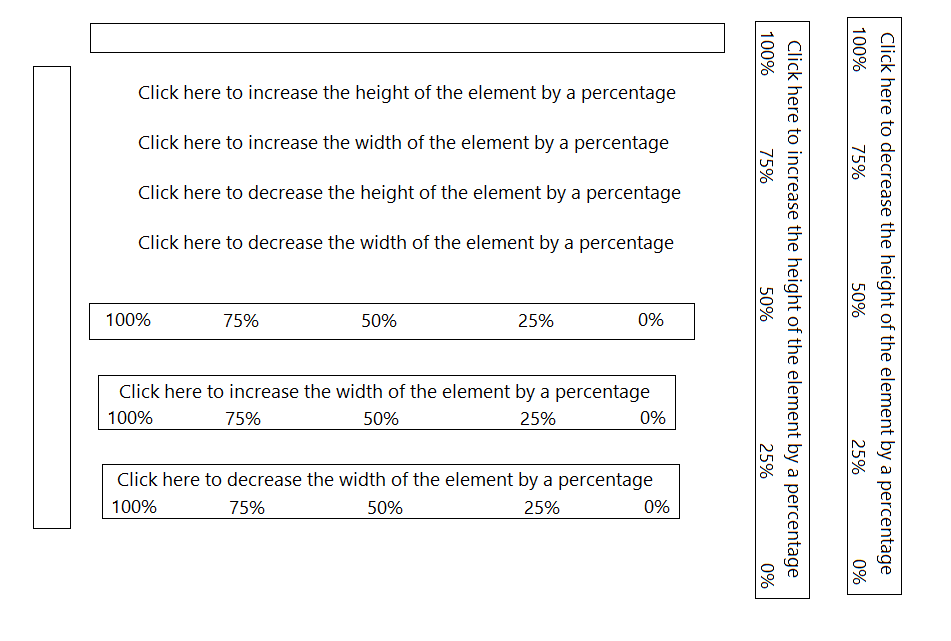 Click here to increase the height of the element by a percentage
Click here to increase the width of the element by a percentage
Click here to decrease the height of the element by a percentage
Click here to decrease the width of the element by a percentage
100% 75% 50% 25% 0%
Click here to increase the width of the element by a percentage
100% 75% 50% 25% 0%
Click here to decrease the width of the element by a percentage
100% 75% 50% 25% 0%
Click here to increase the height of the element by a percentage
100% 75% 50% 25% 0%
Click here to decrease the height of the element by a percentage
100% 75% 50% 25% 0%